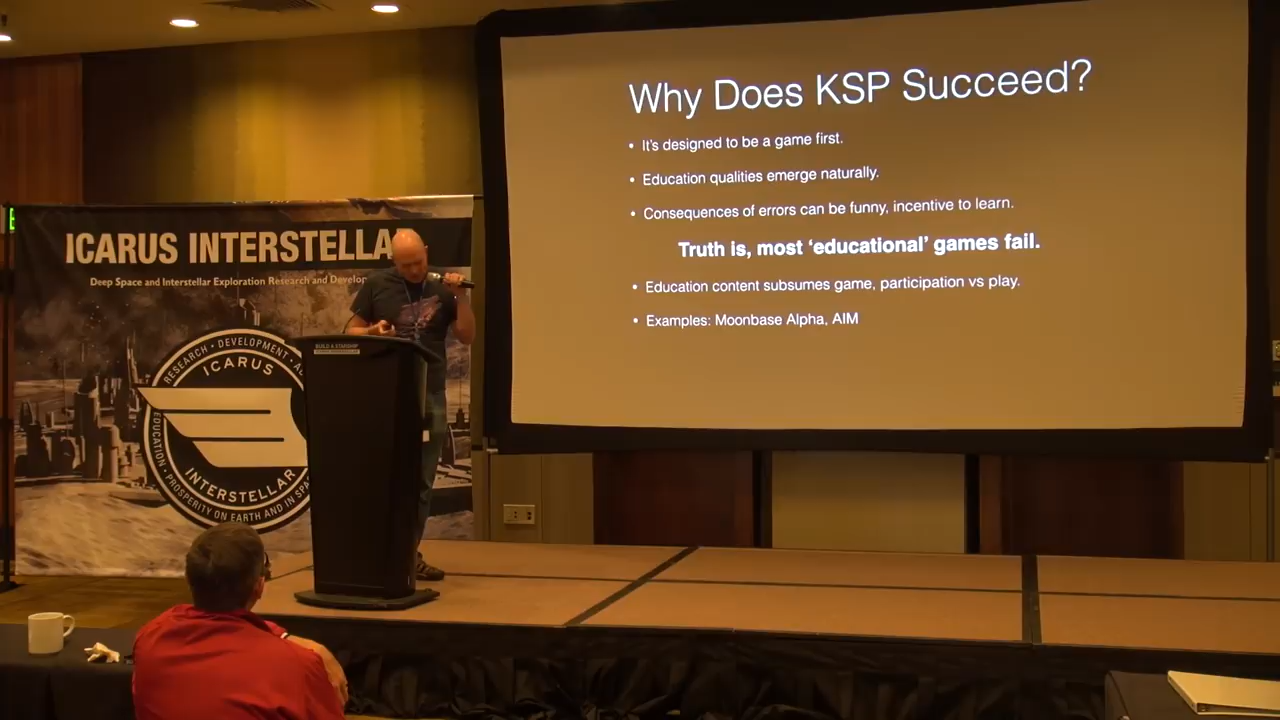 Why Does KSP Succeed?
• It's designed to be a game first.
• Education qualities emerge naturally.
• Consequences of errors can be funny, incentive to learn.
Truth is, most 'educational' games fail.
• Education content subsumes game, participation vs play.
• Examples: Moonbase Alpha, AIM
ICARUS INTERSTELLA
Deep Space and Interstellar Exploration Research and Develop
RESEARCH • DEVELOPMENT •
ICARUS
INTERSTELLAR
EDUCATION • PROSPERITY ON EARTH AND IN SPA
BUILD A STARSHIP